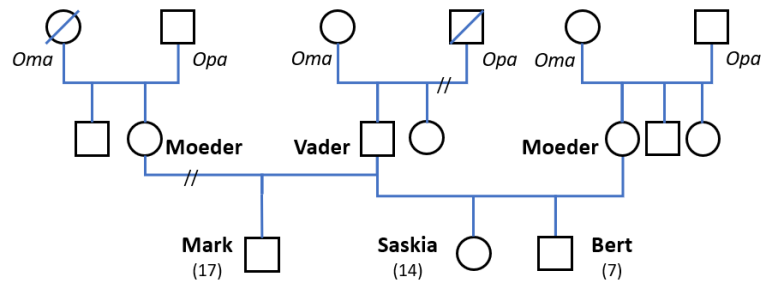 Oma
Opa
Oma
Opa
Oma
Opa
Moeder
Vader
Moeder
Mark
(17)
Saskia
(14)
Bert
(7)